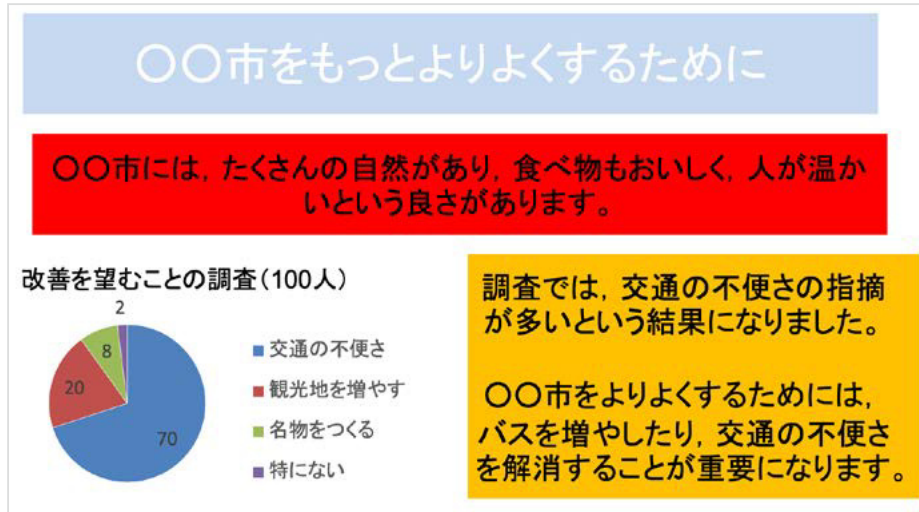 〇〇市をもっとよりよくするために
〇〇市には，たくさんの自然があり，食べ物もおいしく，人が温か
いという良さがあります。
改善を望むことの調査（100人）
2
8
20
70
交通の不便さ
観光地を増やす
名物をつくる
特にない
調査では，交通の不便さの指摘
が多いという結果になりました。
〇〇市をよりよくするためには，
バスを増やしたり，交通の不便さ
を解消することが重要になります。